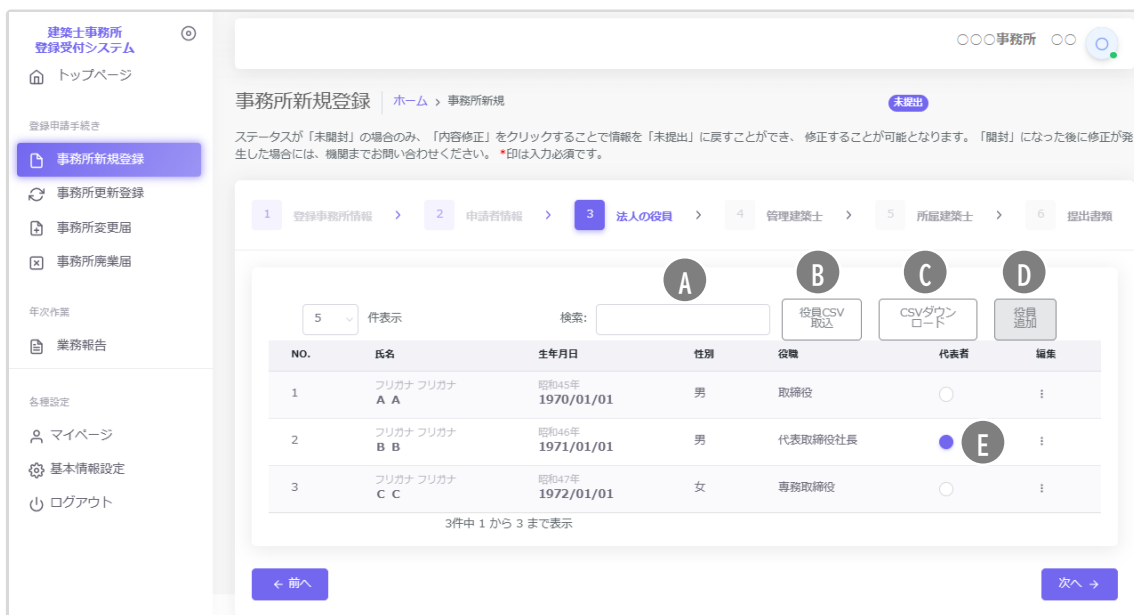 建築士事務所
登録受付システム
トップページ
登録申請手続き
事務所新規登録
事務所更新登録
事務所変更届
事務所廃業届
年次作業
業務報告
各種設定
マイページ
基本情報設定
ログアウト
○○○事務所 ○○
事務所新規登録 ホーム > 事務所新規 未提出
ステータスが「未開封」の場合のみ、「内容修正」をクリックすることで情報を「未提出」に戻すことができ、 修正することが可能となります。「開封」になった後に修正が発
生した場合には、機関までお問い合わせください。 *印は入力必須です。
1 登録事務所情報 > 2 申請者情報 > 3 法人の役員 > 4 管理建築士 > 5 所属建築士 > 6 提出書類
A B C D
5 件表示 検索: 役員CSV
取込
CSVダウン
ロード
役員
追加
NO. 氏名 生年月日 性別 役職 代表者 編集
フリガナ フリガナ 昭和45年
1 A A 1970/01/01 男 取締役
フリガナ フリガナ 昭和46年
2 B B 1971/01/01 男 代表取締役社長 E
フリガナ フリガナ 昭和47年
3 C C 1972/01/01 女 専務取締役
3件中 1 から 3 まで表示
← 前へ 次へ →